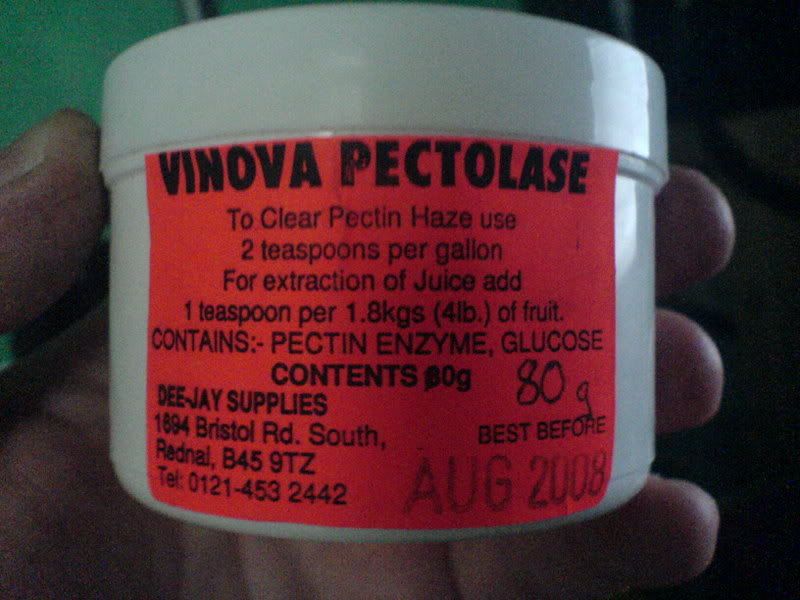 VINOVA PECTOLASE
To Clear Pectin Haze use
2 teaspoons per gallon
For extraction of Juice add
1 teaspoon per 1.8kgs (4lb.) of fruit.
CONTAINS:- PECTIN ENZYME, GLUCOSE
CONTENTS 80g 80g
DEE-JAY SUPPLIES
1694 Bristol Rd. South,
Rednal, B45 9TZ
Tel: 0121-453 2442
BEST BEFORE
AUG 2008